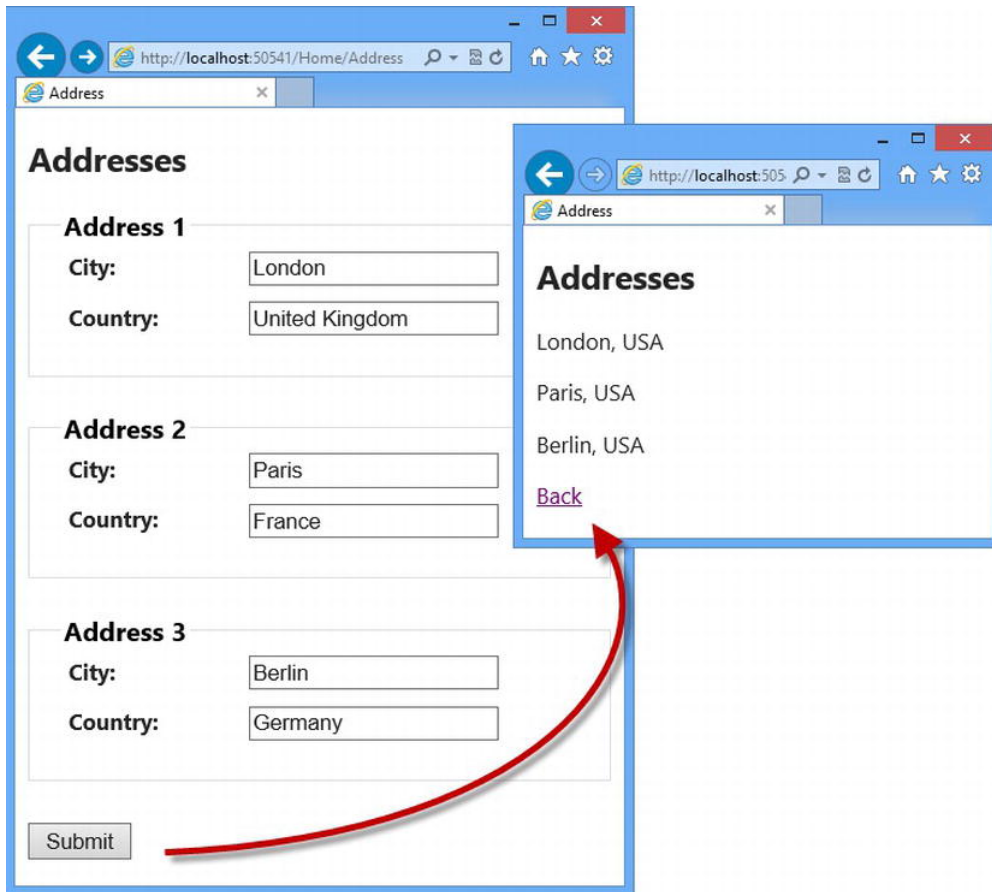 http://localhost:50541/Home/Address
Address
Addresses
Address 1
City:
London
Country:
United Kingdom
Address 2
City:
Paris
Country:
France
Address 3
City:
Berlin
Country:
Germany
Submit
http://localhost:505
Address
Addresses
London, USA
Paris, USA
Berlin, USA
Back